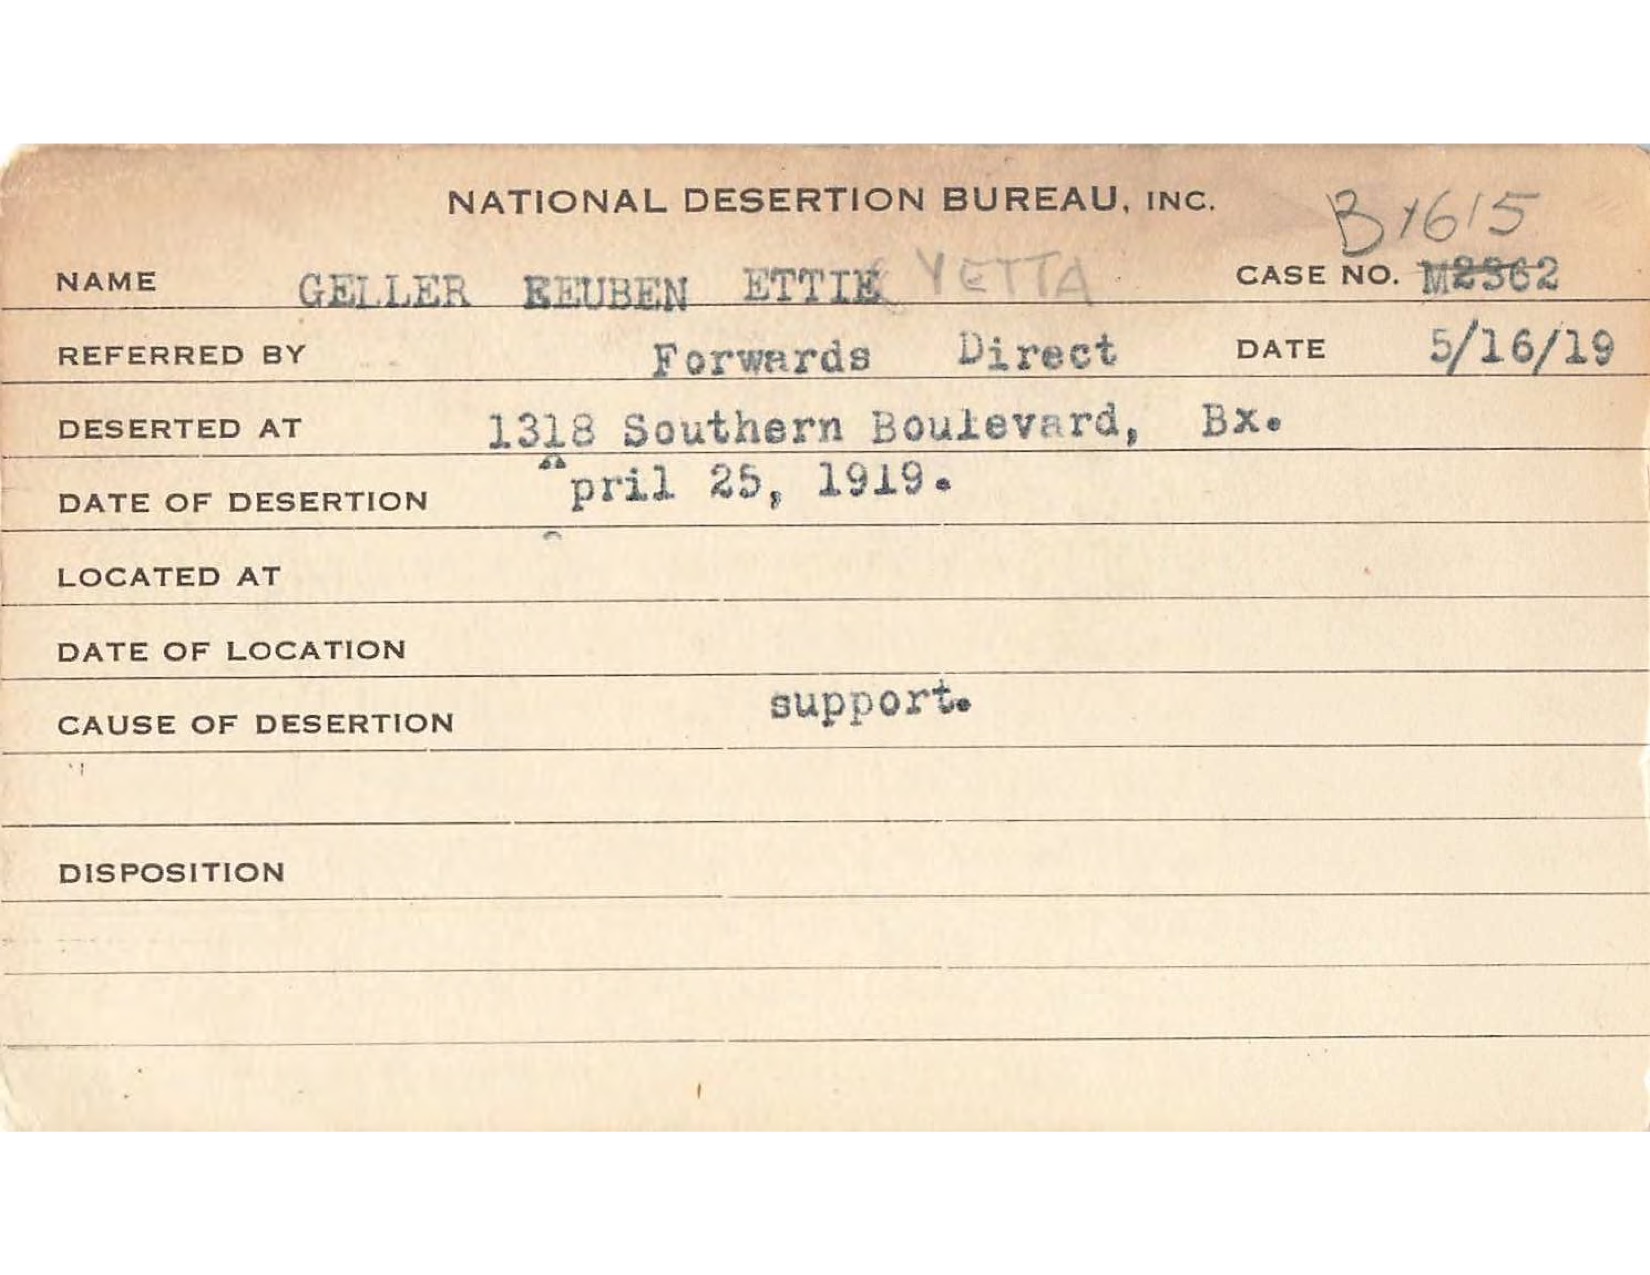 NATIONAL DESERTION BUREAU, INC.
B 1615
NAME GELLER REUBEN ETTIE YETTA CASE NO. M2362
REFERRED BY Forwards Direct DATE 5/16/19
DESERTED AT 1318 Southern Boulevard, Bx.
DATE OF DESERTION April 25, 1919.
LOCATED AT
DATE OF LOCATION
CAUSE OF DESERTION support.
DISPOSITION